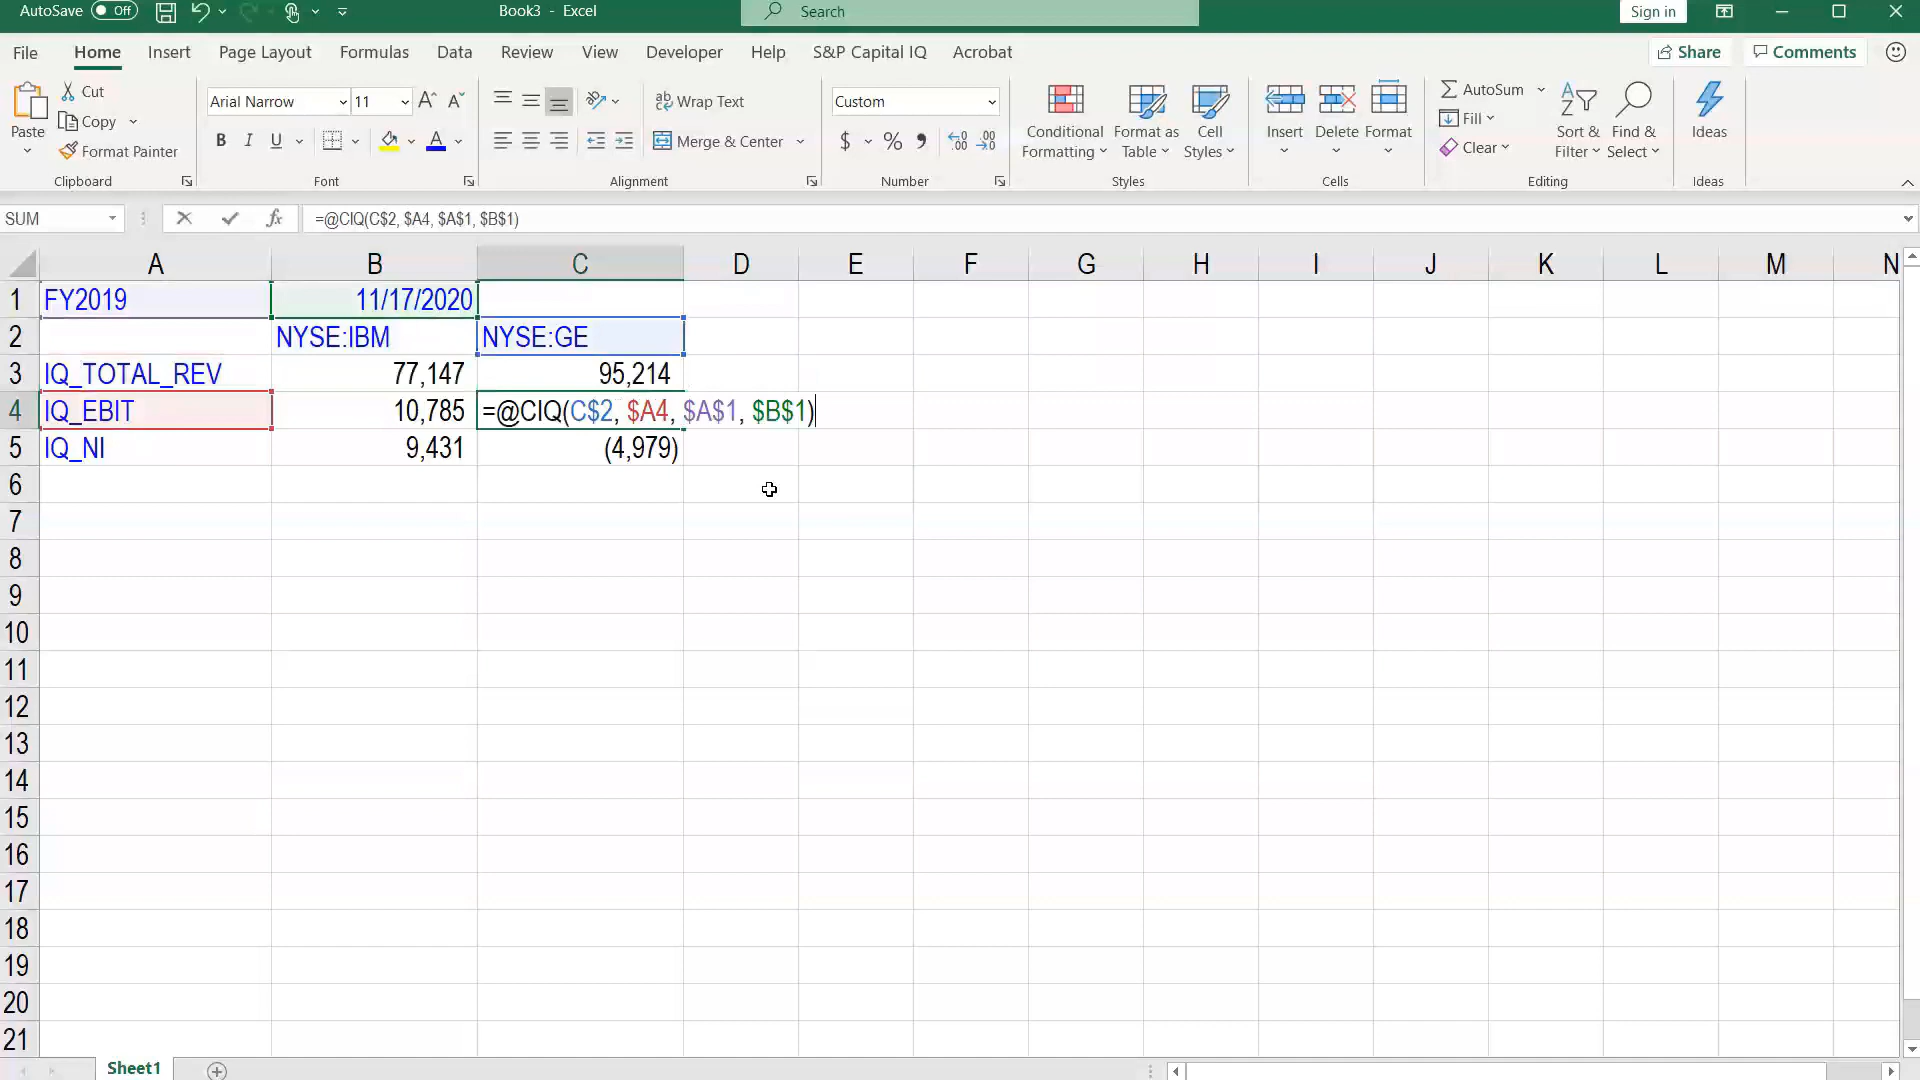 AutoSave Off Book3 - Excel Search Sign in
File Home Insert Page Layout Formulas Data Review View Developer Help S&P Capital IQ Acrobat Share Comments
Paste Cut Copy Format Painter Clipboard
Arial Narrow 11 A^ A˅ B I U A Font
ab Wrap Text Merge & Center Alignment
Custom $ % , Number
Conditional Formatting Format as Table Cell Styles Styles
Insert Delete Format Cells
AutoSum Fill Clear Sort & Filter Find & Select Editing
Ideas Ideas
SUM fx =@CIQ(C$2, $A4, $A$1, $B$1)
A B C D E F G H I J K L M N
1 FY2019 11/17/2020
2 NYSE:IBM NYSE:GE
3 IQ_TOTAL_REV 77,147 95,214
4 IQ_EBIT 10,785 =@CIQ(C$2, $A4, $A$1, $B$1)
5 IQ_NI 9,431 (4,979)
6
7
8
9
10
11
12
13
14
15
16
17
18
19
20
21
Sheet1